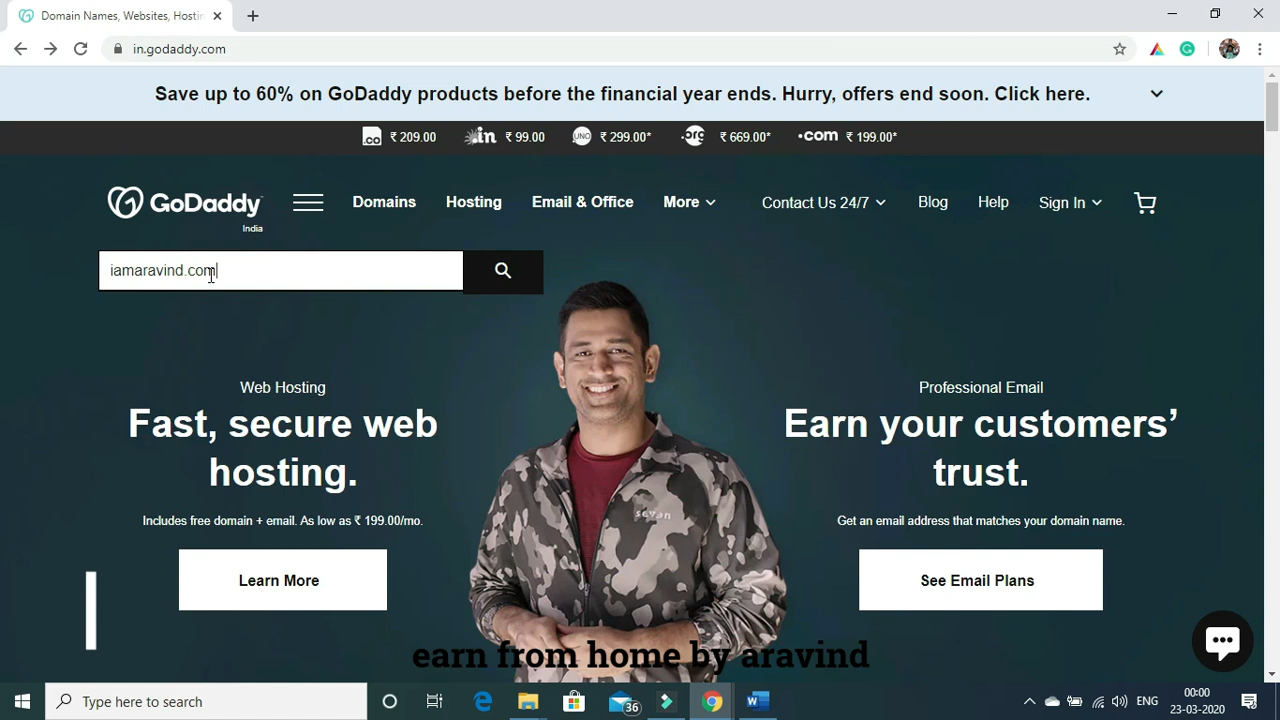 Domain Names, Websites, Hostin
in.godaddy.com
Save up to 60% on GoDaddy products before the financial year ends. Hurry, offers end soon. Click here.
.co ₹ 209.00 in ₹ 99.00 UNO ₹ 299.00* .org ₹ 669.00* .com ₹ 199.00*
GoDaddy Domains Hosting Email & Office More Contact Us 24/7 Blog Help Sign In
India
iamaravind.com
Web Hosting
Fast, secure web
hosting.
Includes free domain + email. As low as ₹ 199.00/mo.
Learn More
Professional Email
Earn your customers’
trust.
Get an email address that matches your domain name.
See Email Plans
seven
earn from home by aravind
Type here to search
36
ENG
00:00
23-03-2020